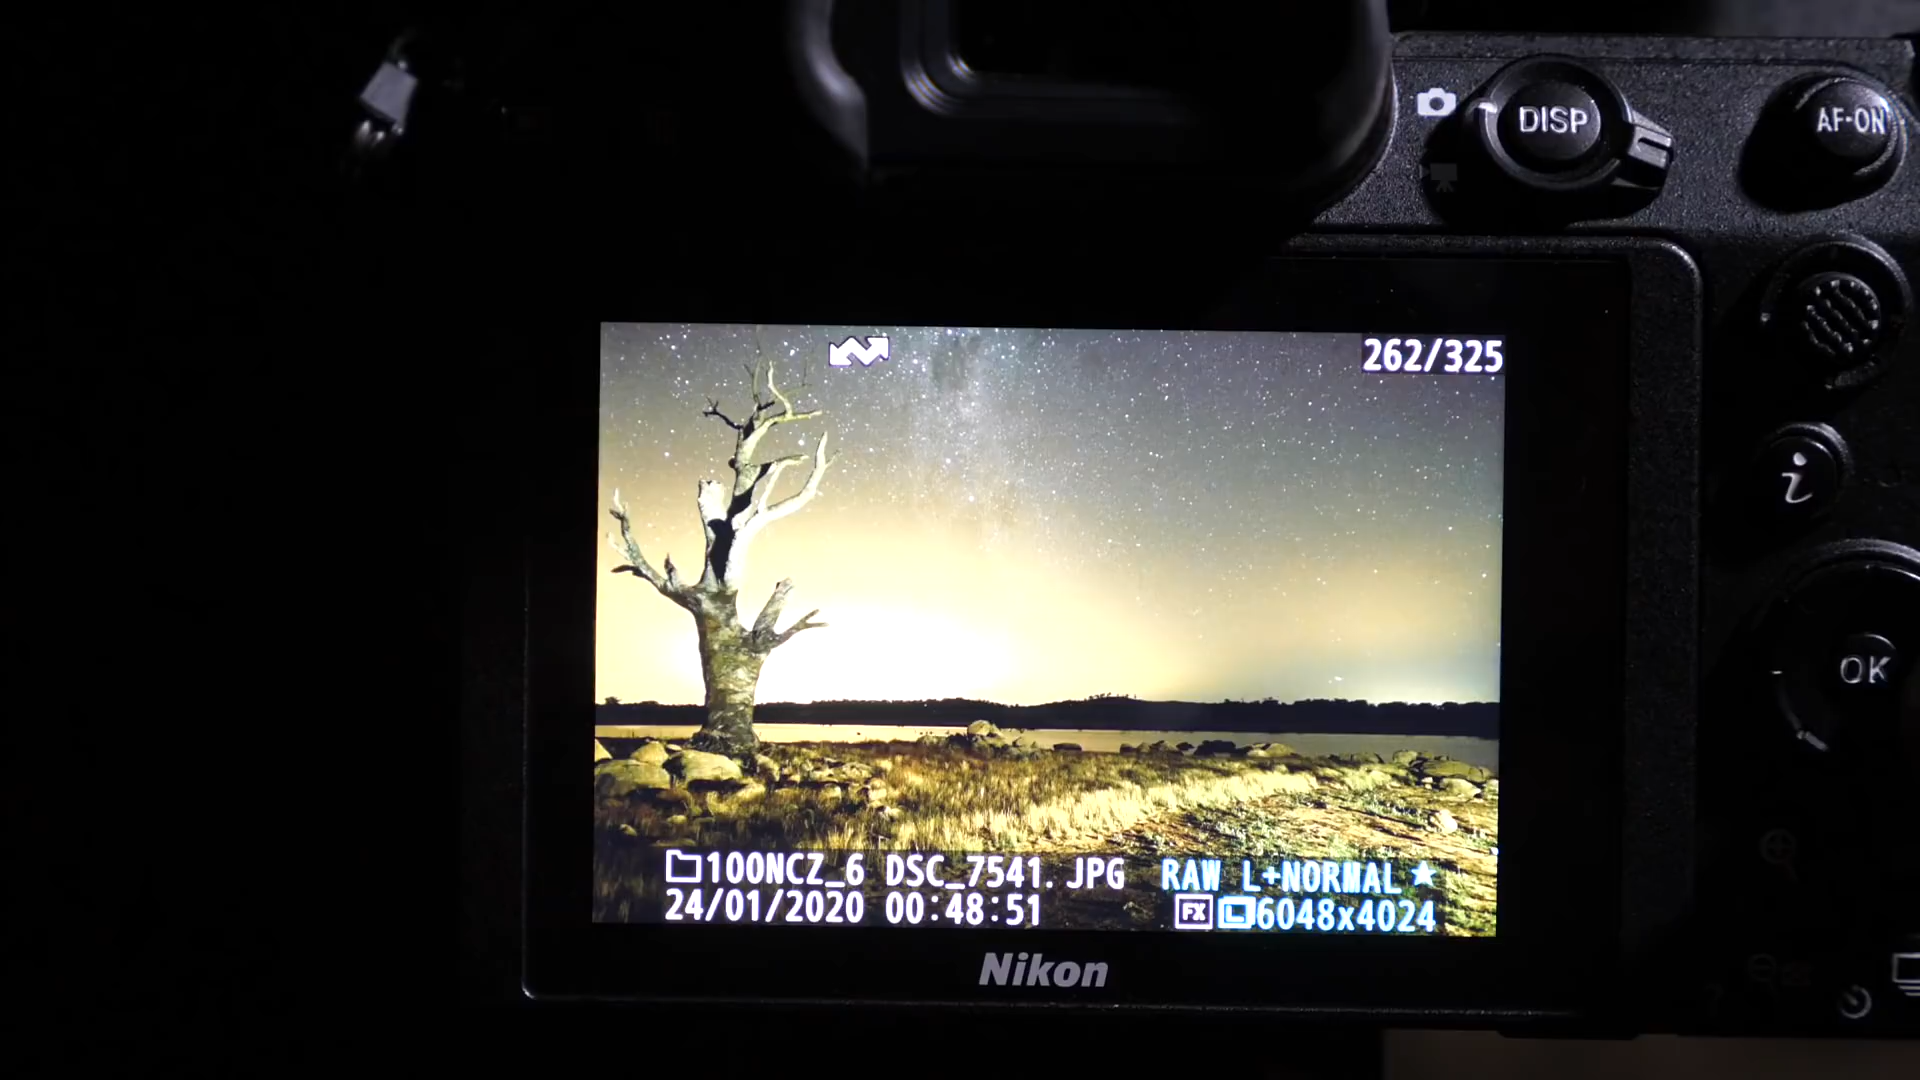 DISP
AF-ON
262/325
i
OK
100NCZ_6 DSC_7541.JPG RAW L+NORMAL★
24/01/2020 00:48:51 FX L 6048x4024
Nikon